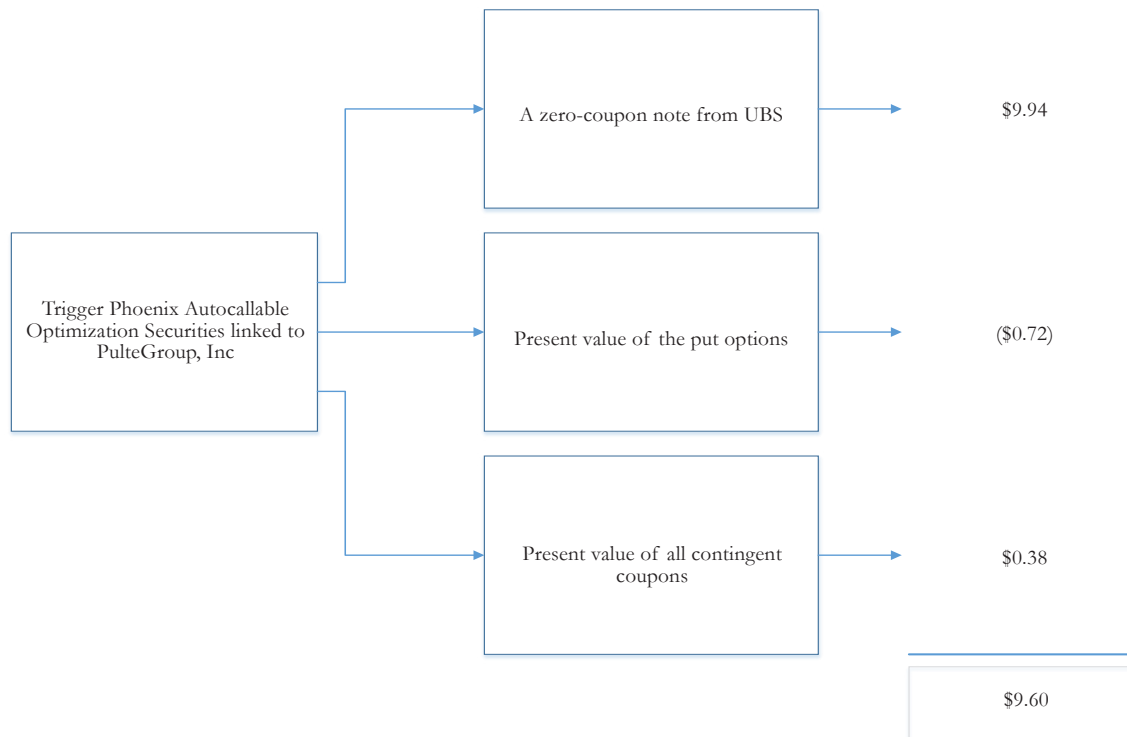 A zero-coupon note from UBS
$9.94
Trigger Phoenix Autocallable
Optimization Securities linked to
PulteGroup, Inc
Present value of the put options
($0.72)
Present value of all contingent
coupons
$0.38
$9.60